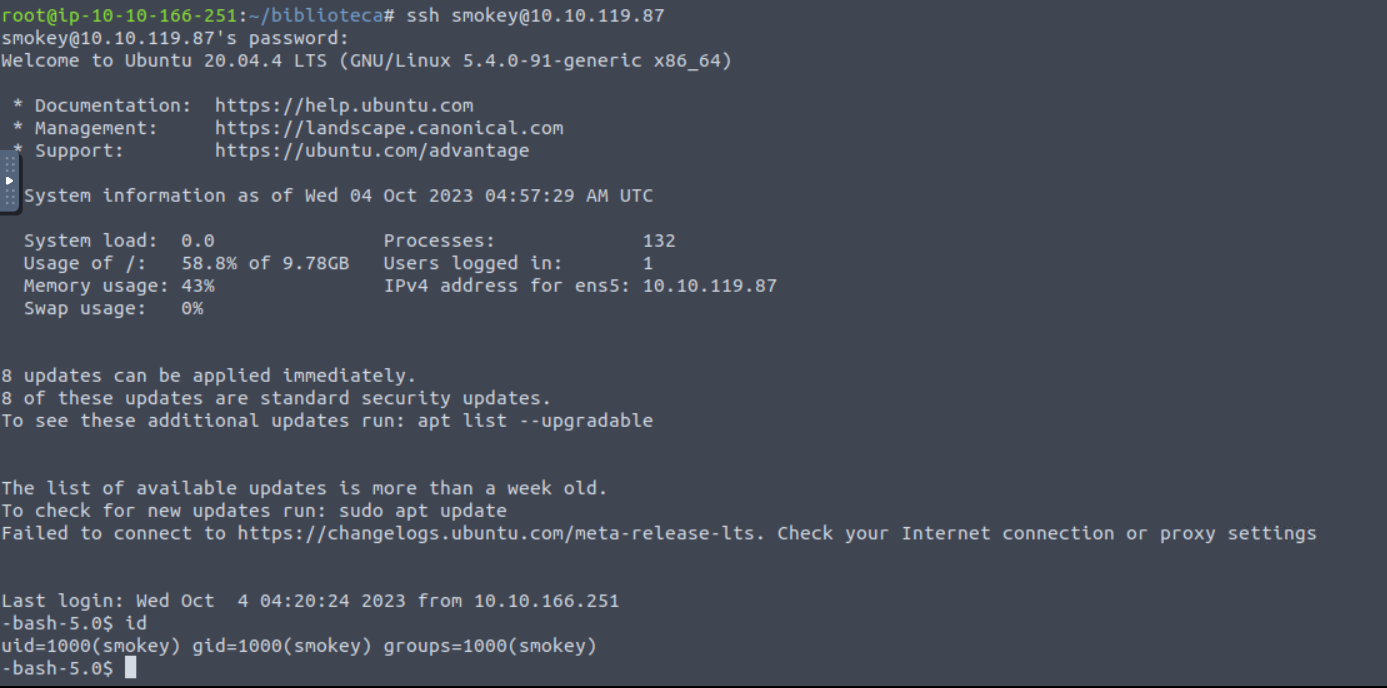 root@ip-10-10-166-251:~/biblioteca# ssh smokey@10.10.119.87
smokey@10.10.119.87's password:
Welcome to Ubuntu 20.04.4 LTS (GNU/Linux 5.4.0-91-generic x86_64)
* Documentation:  https://help.ubuntu.com
* Management:     https://landscape.canonical.com
* Support:        https://ubuntu.com/advantage
System information as of Wed 04 Oct 2023 04:57:29 AM UTC
System load:  0.0               Processes:             132
Usage of /:   58.8% of 9.78GB   Users logged in:       1
Memory usage: 43%               IPv4 address for ens5: 10.10.119.87
Swap usage:   0%
8 updates can be applied immediately.
8 of these updates are standard security updates.
To see these additional updates run: apt list --upgradable
The list of available updates is more than a week old.
To check for new updates run: sudo apt update
Failed to connect to https://changelogs.ubuntu.com/meta-release-lts. Check your Internet connection or proxy settings
Last login: Wed Oct  4 04:20:24 2023 from 10.10.166.251
-bash-5.0$ id
uid=1000(smokey) gid=1000(smokey) groups=1000(smokey)
-bash-5.0$